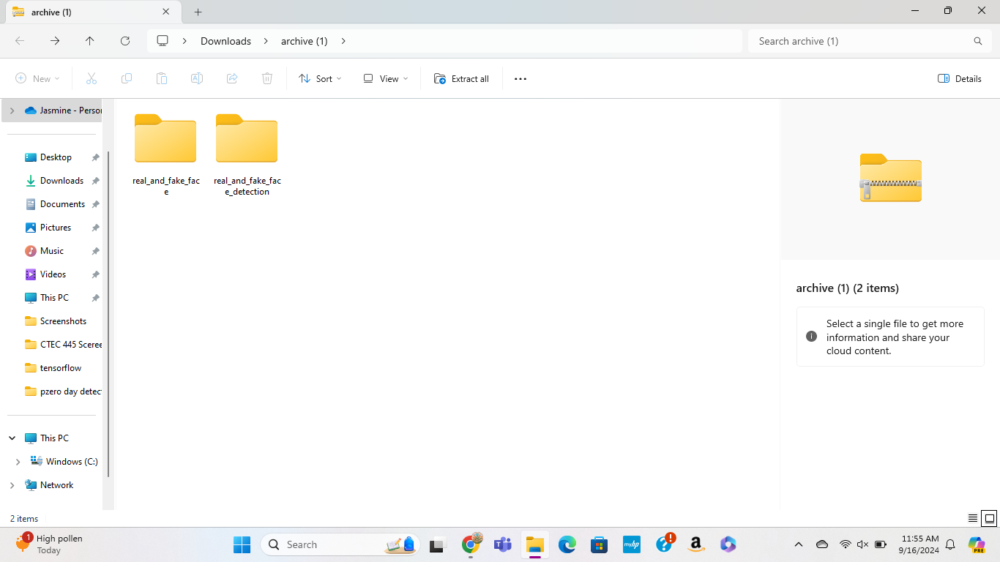 archive (1)
Downloads
archive (1)
Search archive (1)
New
Sort
View
Extract all
Details
Jasmine - Perso
Desktop
Downloads
Documents
Pictures
Music
Videos
This PC
Screenshots
CTEC 445 Sceree
tensorflow
pzero day detec
This PC
Windows (C:)
Network
real_and_fake_fac
e
real_and_fake_fac
e_detection
archive (1) (2 items)
Select a single file to get more
information and share your
cloud content.
2 items
1
High pollen
Today
Search
myhp
a
PRE
11:55 AM
9/16/2024